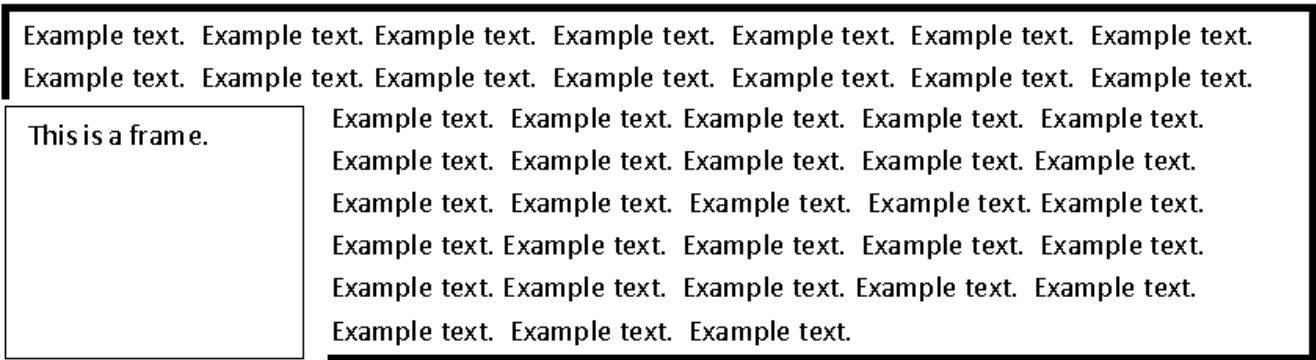 Example text.  Example text. Example text.  Example text.  Example text.  Example text.  Example text.
Example text.  Example text. Example text.  Example text.  Example text.  Example text.  Example text.
This is a frame.
Example text.  Example text. Example text.  Example text.  Example text.
Example text.  Example text. Example text.  Example text. Example text.
Example text.  Example text.  Example text.  Example text. Example text.
Example text. Example text.  Example text.  Example text.  Example text.
Example text. Example text.  Example text. Example text.  Example text.
Example text.  Example text.  Example text.